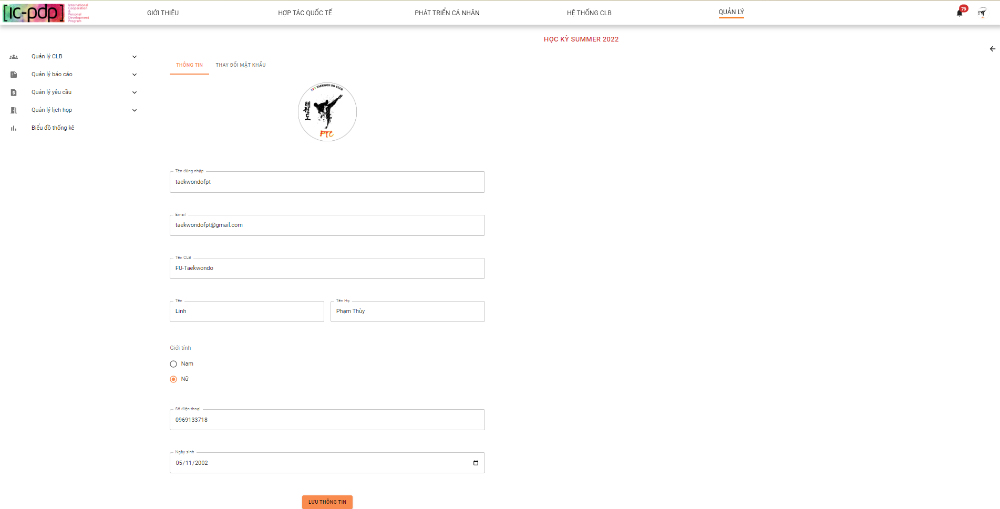 [ic-pdp]
International
Cooperation
&
Personal
Development
Program
GIỚI THIỆU
HỢP TÁC QUỐC TẾ
PHÁT TRIỂN CÁ NHÂN
HỆ THỐNG CLB
QUẢN LÝ
79
HỌC KỲ SUMMER 2022
Quản lý CLB
Quản lý báo cáo
Quản lý yêu cầu
Quản lý lịch họp
Biểu đồ thống kê
THÔNG TIN
THAY ĐỔI MẬT KHẨU
FPT TAEKWON DO CLUB
태권도
FTC
Tên đăng nhập
taekwondofpt
Email
taekwondofpt@gmail.com
Tên CLB
FU-Taekwondo
Tên
Linh
Tên Họ
Phạm Thùy
Giới tính
Nam
Nữ
Số điện thoại
0969133718
Ngày sinh
05/11/2002
LƯU THÔNG TIN